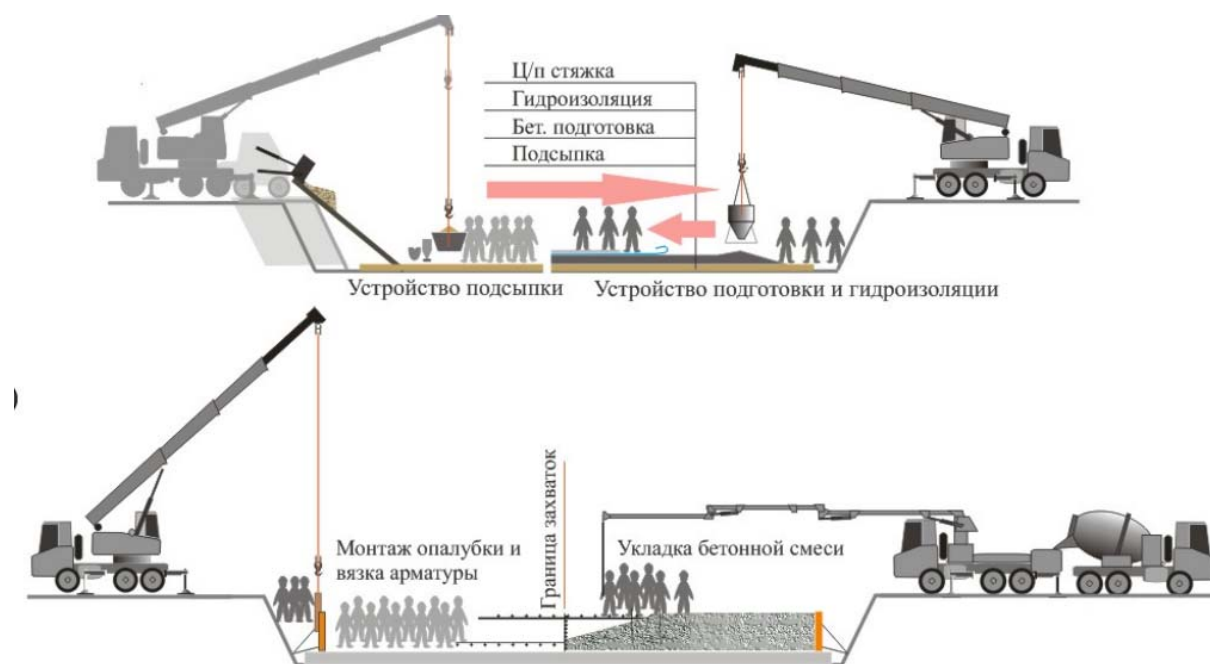 Ц/п стяжка
Гидроизоляция
Бет. подготовка
Подсыпка
Устройство подсыпки
Устройство подготовки и гидроизоляции
)
Монтаж опалубки и
вязка арматуры
Граница захваток
Укладка бетонной смеси